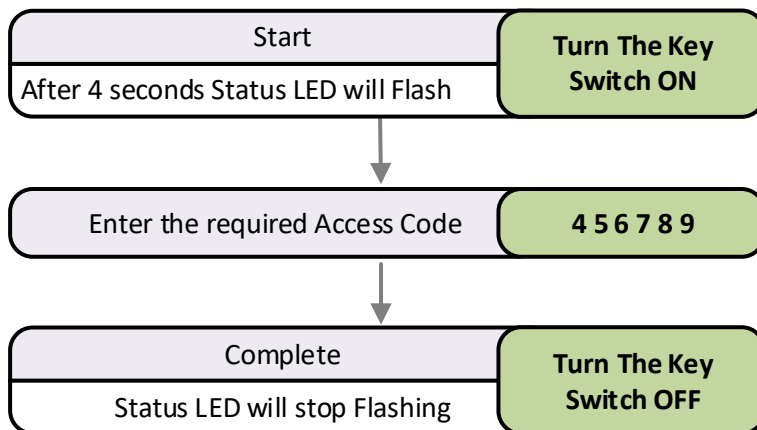 Start
Turn The Key
Switch ON
After 4 seconds Status LED will Flash
Enter the required Access Code
4 5 6 7 8 9
Complete
Turn The Key
Switch OFF
Status LED will stop Flashing